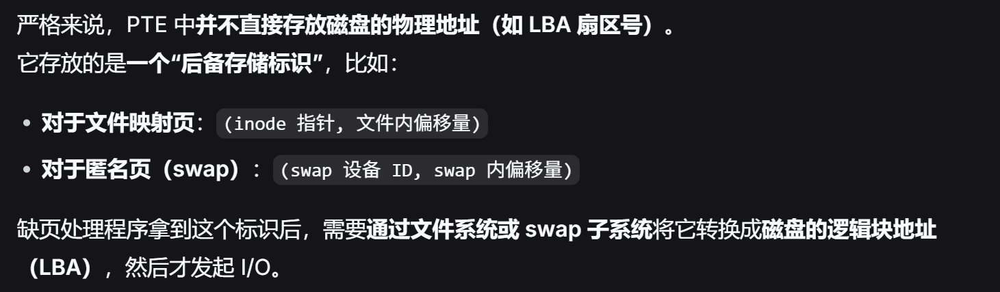 严格来说，PTE 中并不直接存放磁盘的物理地址（如 LBA 扇区号）。
它存放的是一个“后备存储标识”，比如：
• 对于文件映射页：(inode 指针, 文件内偏移量)
• 对于匿名页（swap）：(swap 设备 ID, swap 内偏移量)
缺页处理程序拿到这个标识后，需要通过文件系统或 swap 子系统将它转换成磁盘的逻辑块地址
（LBA），然后才发起 I/O。